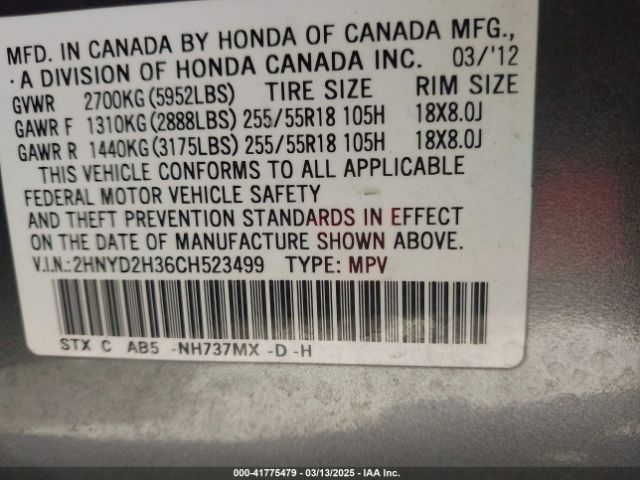 MFD. IN CANADA BY HONDA OF CANADA MFG.,
A DIVISION OF HONDA CANADA INC. 03/'12
GVWR 2700KG (5952LBS) TIRE SIZE RIM SIZE
GAWR F 1310KG (2888LBS) 255/55R18 105H 18X8.0J
GAWR R 1440KG (3175LBS) 255/55R18 105H 18X8.0J
THIS VEHICLE CONFORMS TO ALL APPLICABLE
FEDERAL MOTOR VEHICLE SAFETY
AND THEFT PREVENTION STANDARDS IN EFFECT
ON THE DATE OF MANUFACTURE SHOWN ABOVE.
V.I.N.:2HNYD2H36CH523499 TYPE: MPV
STX C AB5 -NH737MX -D -H
000-41775479 - 03/13/2025 - IAA Inc.